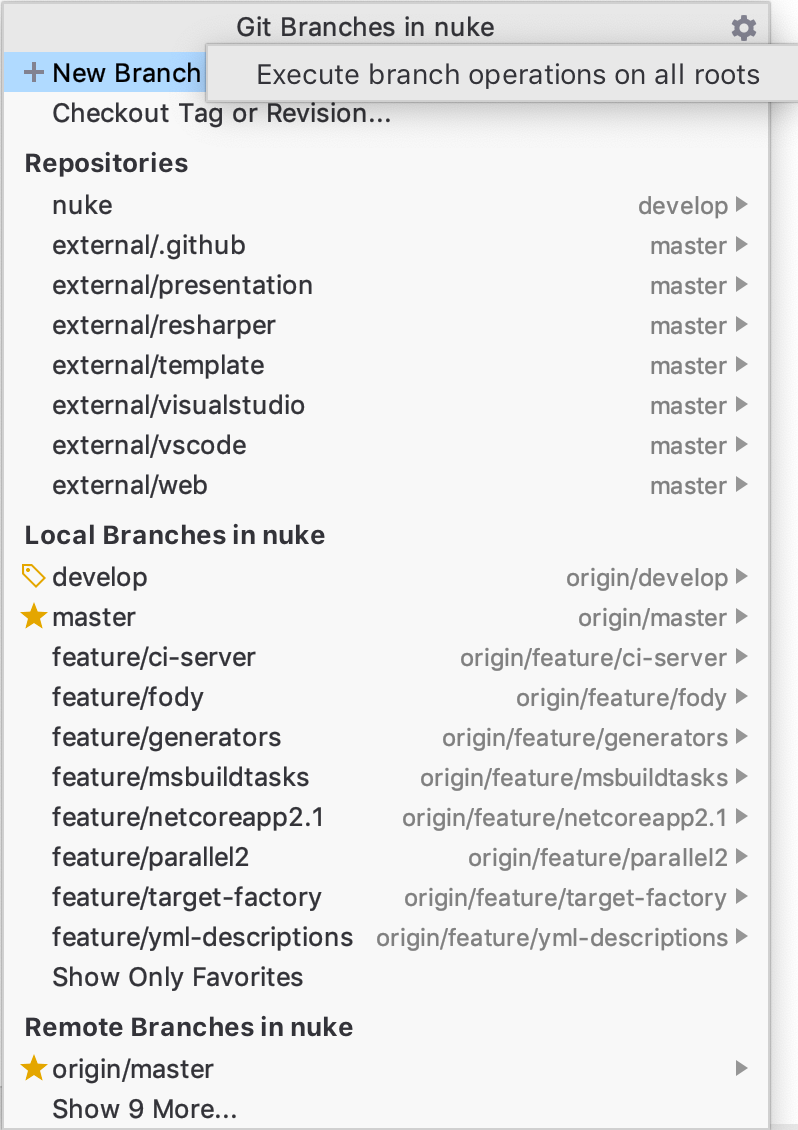 Git Branches in nuke
New Branch
Execute branch operations on all roots
Checkout Tag or Revision...
Repositories
nuke develop
external/.github master
external/presentation master
external/resharper master
external/template master
external/visualstudio master
external/vscode master
external/web master
Local Branches in nuke
develop origin/develop
master origin/master
feature/ci-server origin/feature/ci-server
feature/fody origin/feature/fody
feature/generators origin/feature/generators
feature/msbuildtasks origin/feature/msbuildtasks
feature/netcoreapp2.1 origin/feature/netcoreapp2.1
feature/parallel2 origin/feature/parallel2
feature/target-factory origin/feature/target-factory
feature/yml-descriptions origin/feature/yml-descriptions
Show Only Favorites
Remote Branches in nuke
origin/master
Show 9 More...